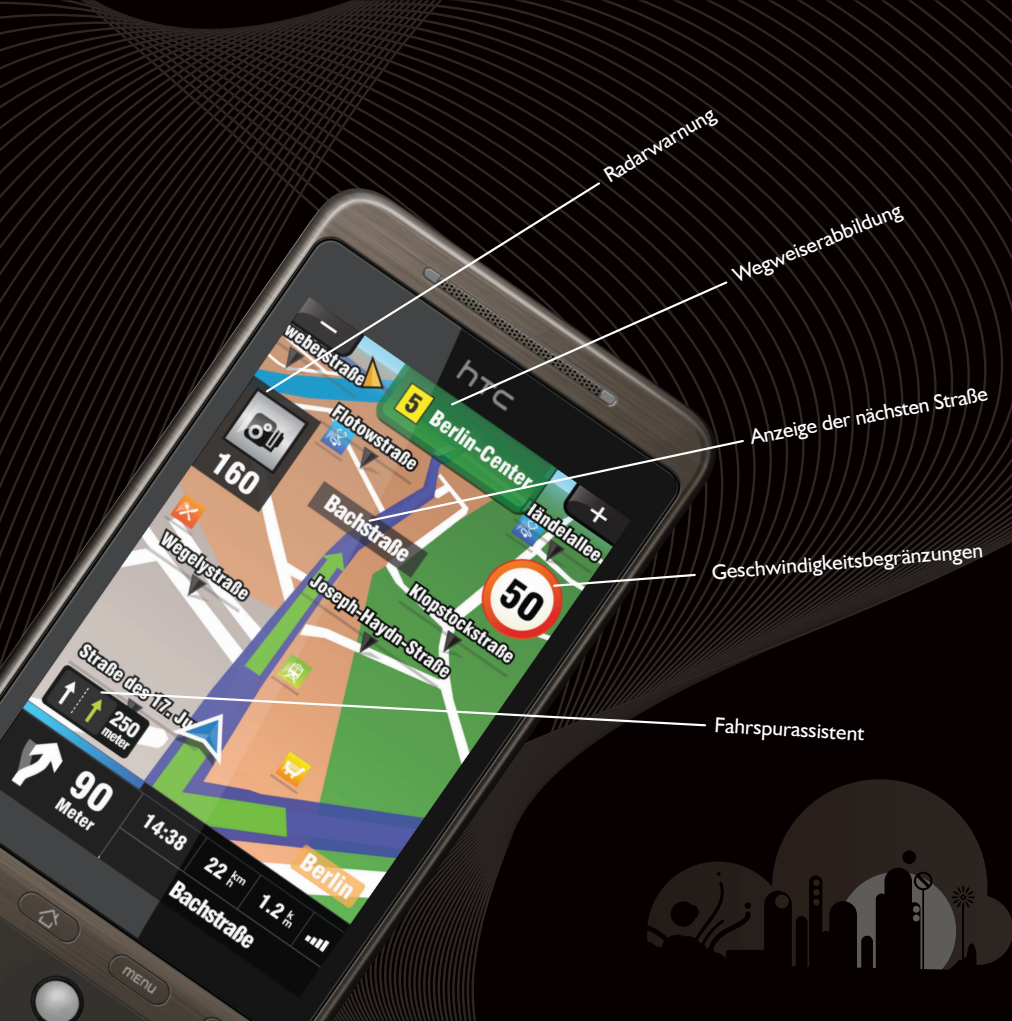 Radarwarnung
Wegweiserabbildung
Anzeige der nächsten Straße
Geschwindigkeitsbegränzungen
Fahrspurassistent
hTC
−
weberstraße
5 Berlin-Center
Flotowstraße
160
+
Händelallee
Bachstraße
50
Wegelystraße
Joseph-Haydn-Straße
Klopstockstraße
Straße des 17. Ju
250
meter
90
Meter
14:38
22 km h
1.2 k m
Berlin
Bachstraße
menu